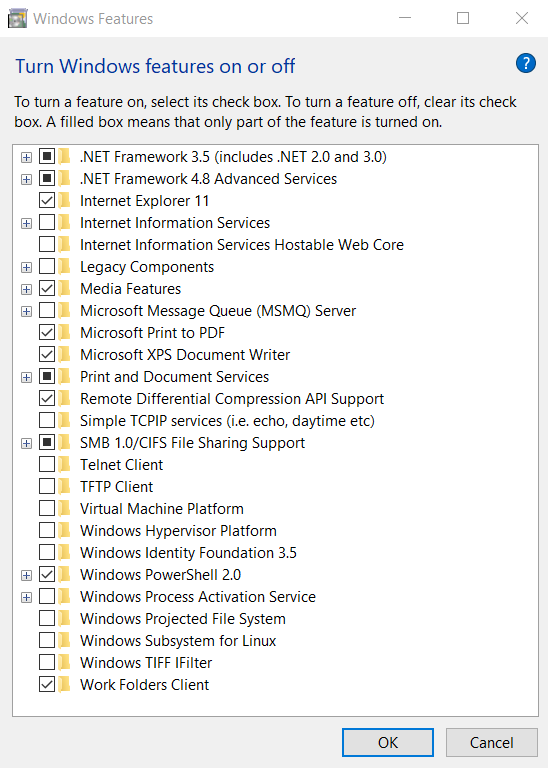 Windows Features
Turn Windows features on or off
?
To turn a feature on, select its check box. To turn a feature off, clear its check
box. A filled box means that only part of the feature is turned on.
.NET Framework 3.5 (includes .NET 2.0 and 3.0)
.NET Framework 4.8 Advanced Services
Internet Explorer 11
Internet Information Services
Internet Information Services Hostable Web Core
Legacy Components
Media Features
Microsoft Message Queue (MSMQ) Server
Microsoft Print to PDF
Microsoft XPS Document Writer
Print and Document Services
Remote Differential Compression API Support
Simple TCPIP services (i.e. echo, daytime etc)
SMB 1.0/CIFS File Sharing Support
Telnet Client
TFTP Client
Virtual Machine Platform
Windows Hypervisor Platform
Windows Identity Foundation 3.5
Windows PowerShell 2.0
Windows Process Activation Service
Windows Projected File System
Windows Subsystem for Linux
Windows TIFF IFilter
Work Folders Client
OK Cancel